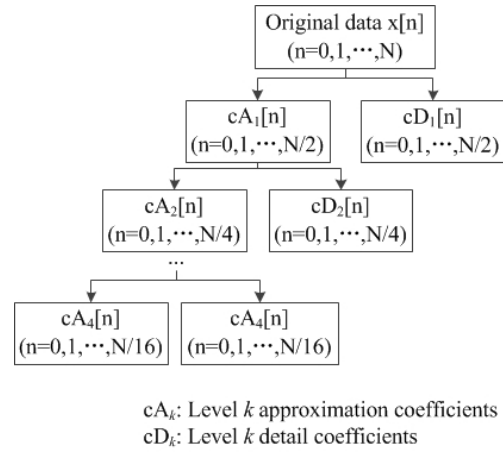 Original data x[n]
(n=0,1,···,N)
cA₁[n]
(n=0,1,···,N/2)
cD₁[n]
(n=0,1,···,N/2)
cA₂[n]
(n=0,1,···,N/4)
cD₂[n]
(n=0,1,···,N/4)
...
cA₄[n]
(n=0,1,···,N/16)
cA₄[n]
(n=0,1,···,N/16)
cAₖ: Level k approximation coefficients
cDₖ: Level k detail coefficients